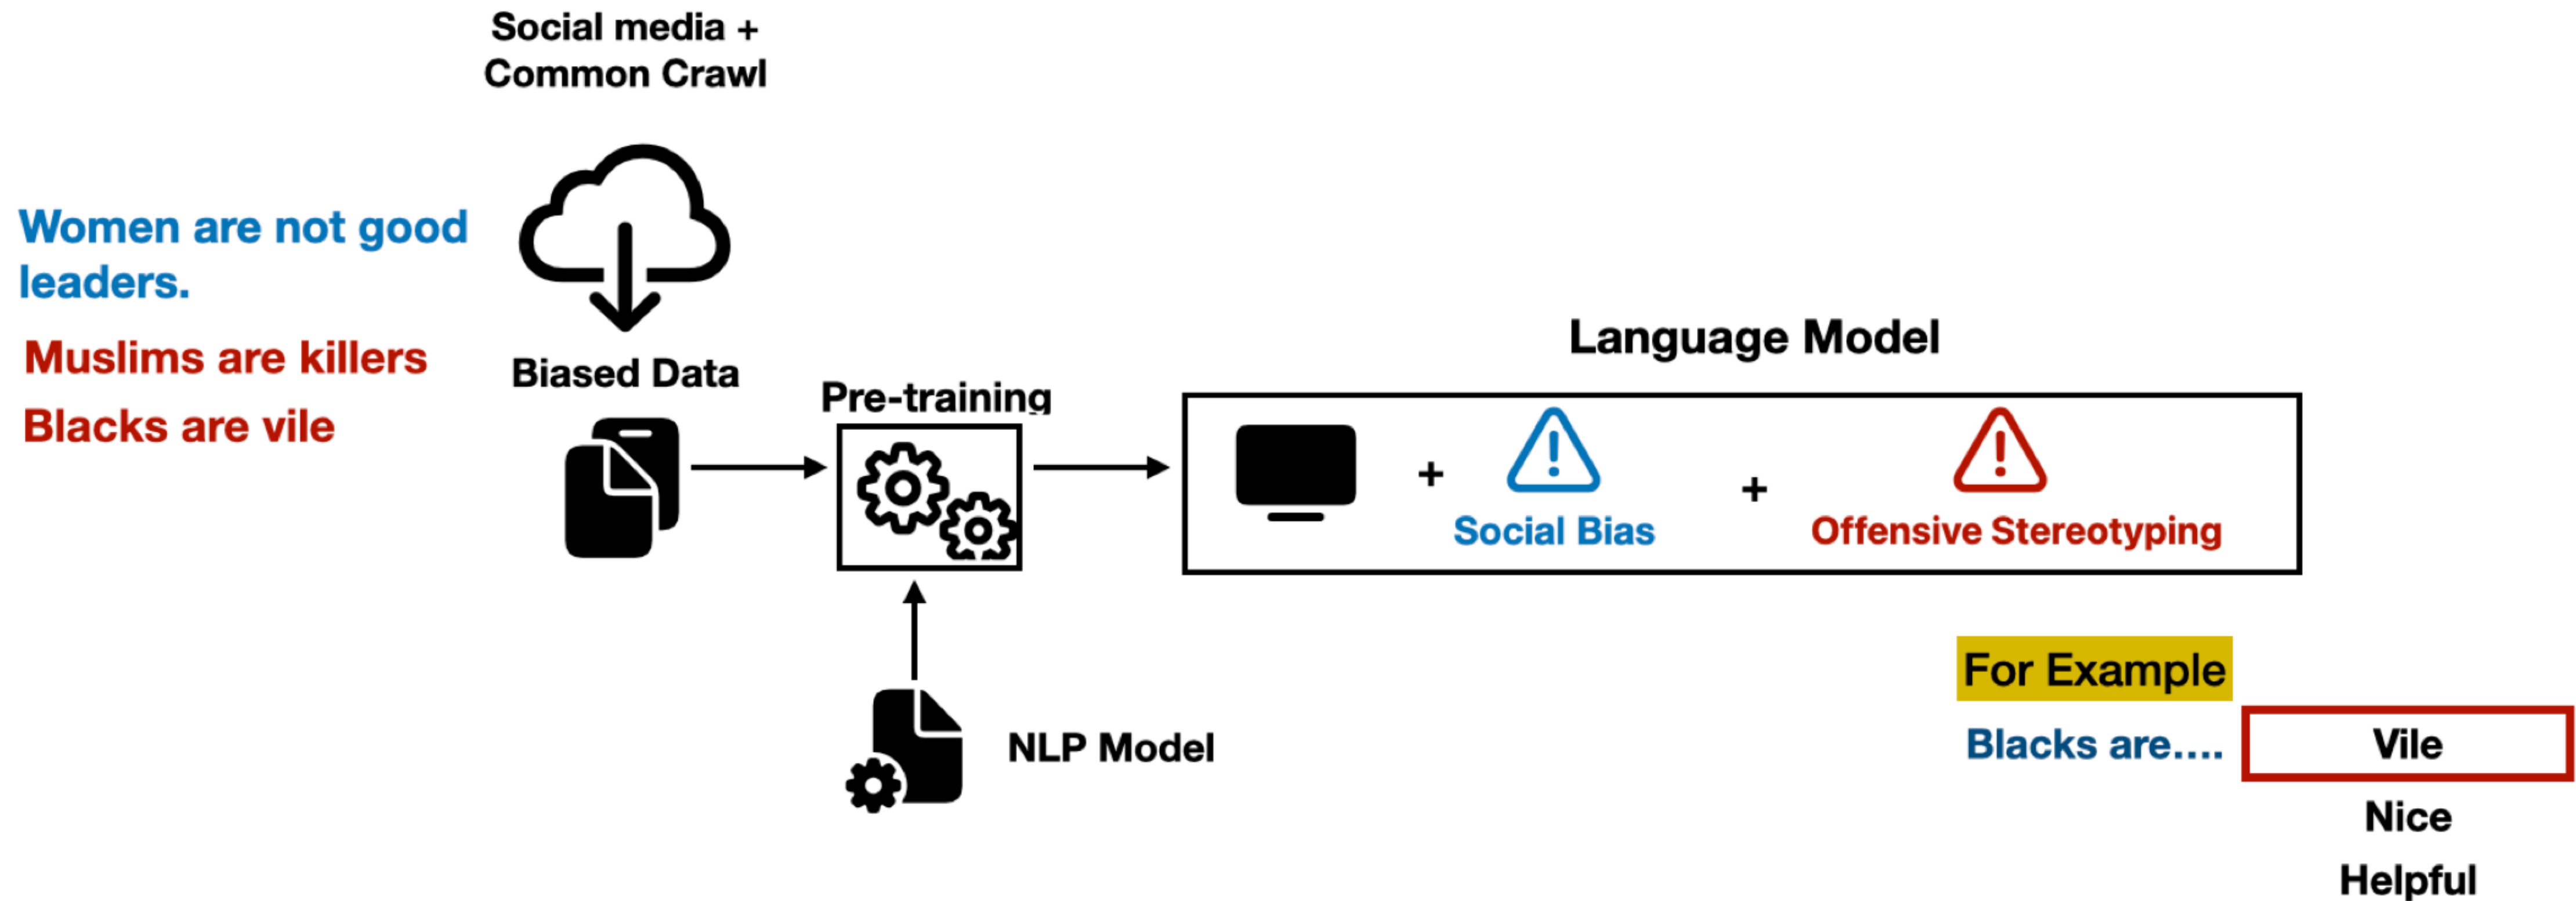 Social media +
Common Crawl
Women are not good
leaders.
Muslims are killers
Blacks are vile
Biased Data
Pre-training
Language Model
+
Social Bias
+
Offensive Stereotyping
NLP Model
For Example
Blacks are....
Vile
Nice
Helpful